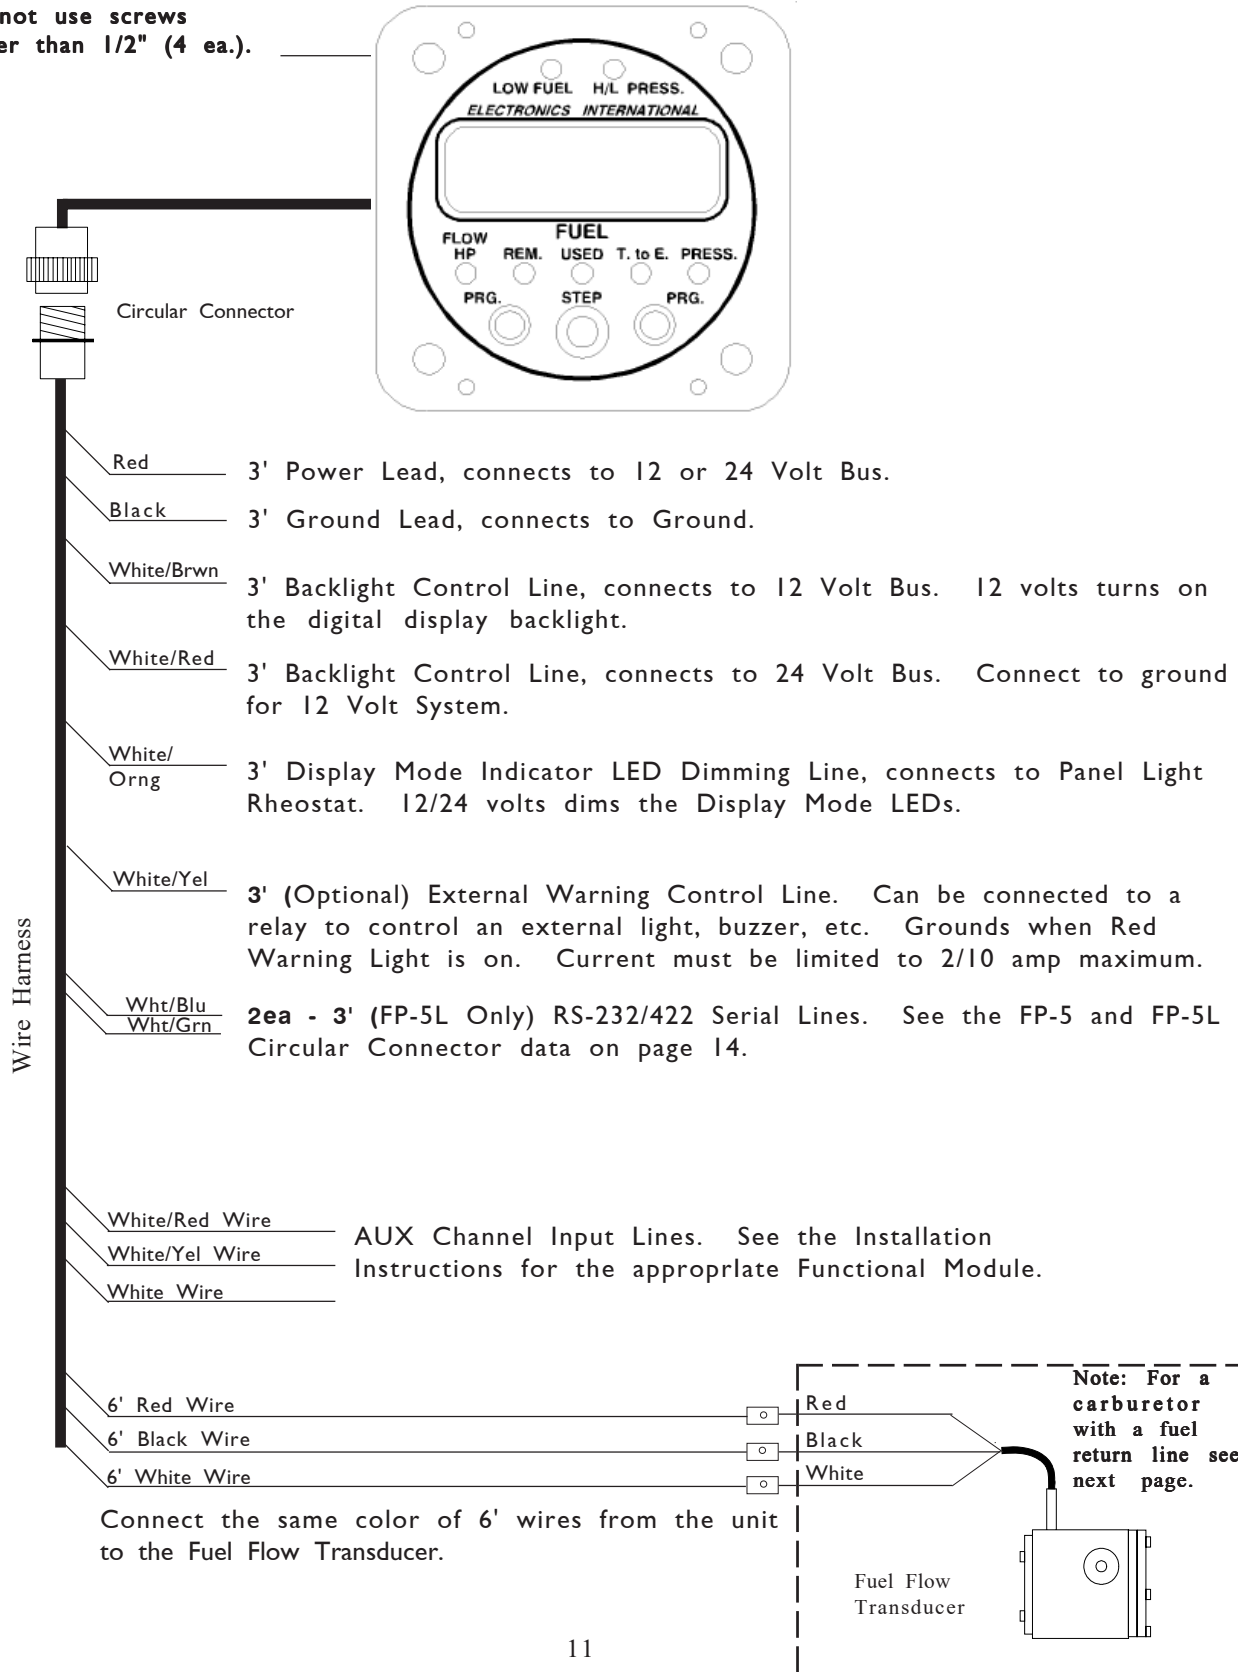 not use screws
than 1/2" (4 ea.).
LOW FUEL H/L PRESS.
ELECTRONICS INTERNATIONAL
FUEL
FLOW
HP REM. USED T. to E. PRESS.
PRG. STEP PRG.
Circular Connector
Red
3' Power Lead, connects to 12 or 24 Volt Bus.
Black
3' Ground Lead, connects to Ground.
White/Brwn
3' Backlight Control Line, connects to 12 Volt Bus. 12 volts turns on
the digital display backlight.
White/Red
3' Backlight Control Line, connects to 24 Volt Bus. Connect to ground
for 12 Volt System.
White/
Orng
3' Display Mode Indicator LED Dimming Line, connects to Panel Light
Rheostat. 12/24 volts dims the Display Mode LEDs.
White/Yel
3' (Optional) External Warning Control Line. Can be connected to a
relay to control an external light, buzzer, etc. Grounds when Red
Warning Light is on. Current must be limited to 2/10 amp maximum.
Wire Harness
Wht/Blu
Wht/Grn
2ea - 3' (FP-5L Only) RS-232/422 Serial Lines. See the FP-5 and FP-5L
Circular Connector data on page 14.
White/Red Wire
White/Yel Wire
White Wire
AUX Channel Input Lines. See the Installation
Instructions for the approprIate Functional Module.
6' Red Wire
6' Black Wire
6' White Wire
Red
Black
White
Note: For a
carburetor
with a fuel
return line see
next page.
Connect the same color of 6' wires from the unit
to the Fuel Flow Transducer.
Fuel Flow
Transducer
11